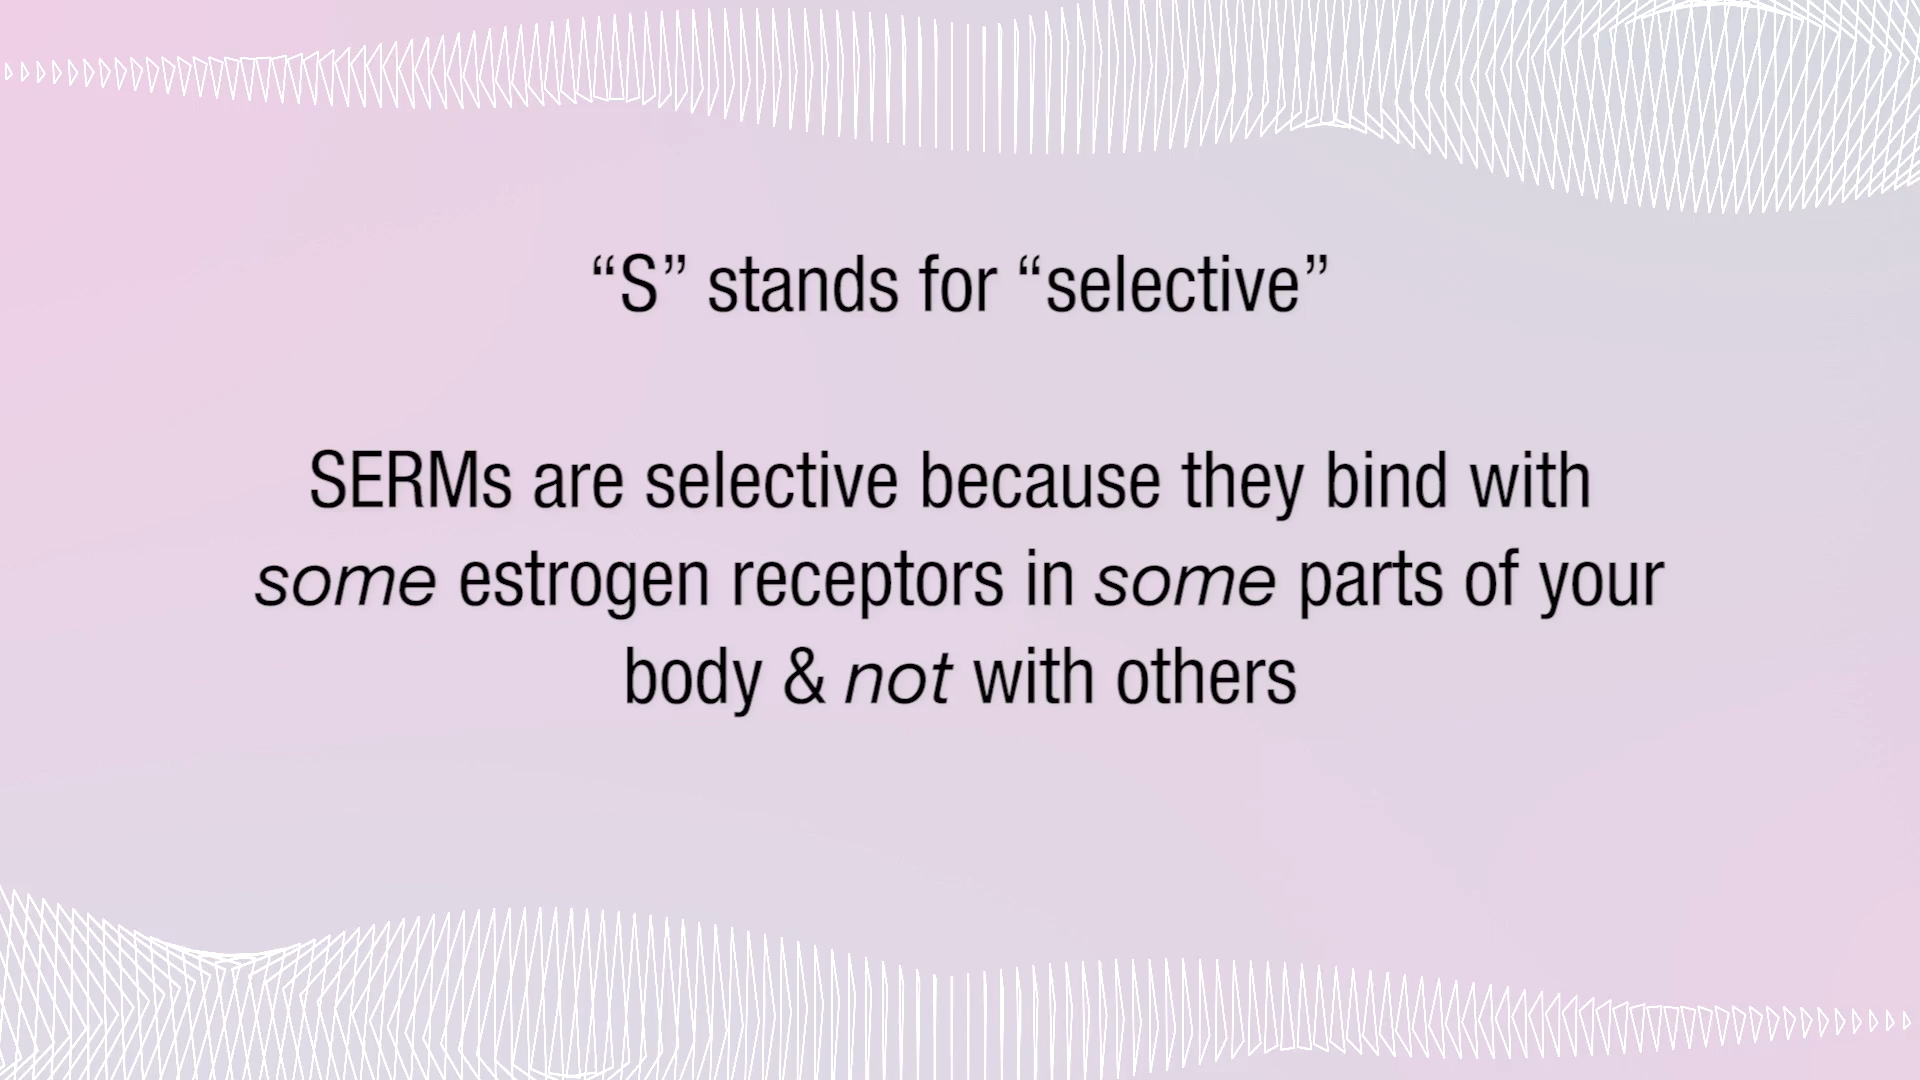 “S” stands for “selective”
SERMs are selective because they bind with
some estrogen receptors in some parts of your
body & not with others